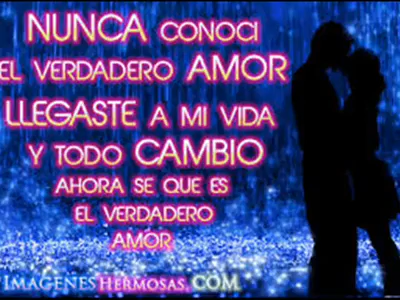 NUNCA CONOCI
EL VERDADERO AMOR
LLEGASTE A MI VIDA
Y TODO CAMBIO
AHORA SE QUE ES
EL VERDADERO
AMOR
IMAGENESHERMOSAS.COM